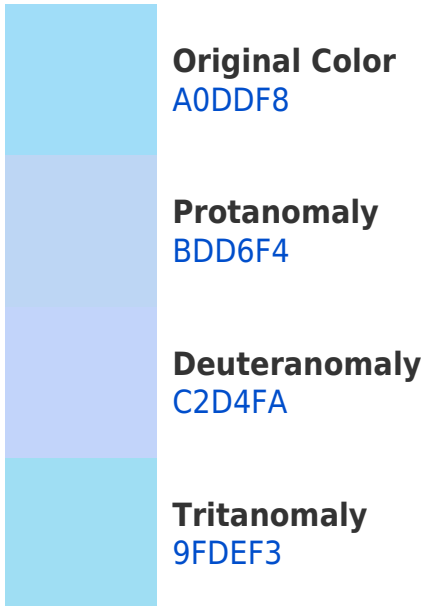 Original Color
A0DDF8
Protanomaly
BDD6F4
Deuteranomaly
C2D4FA
Tritanomaly
9FDEF3